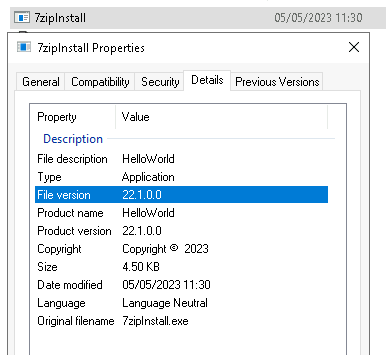 7zipInstall 05/05/2023 11:30
7zipInstall Properties
General Compatibility Security Details Previous Versions
Property Value
Description
File description HelloWorld
Type Application
File version 22.1.0.0
Product name HelloWorld
Product version 22.1.0.0
Copyright Copyright © 2023
Size 4.50 KB
Date modified 05/05/2023 11:30
Language Language Neutral
Original filename 7zipInstall.exe